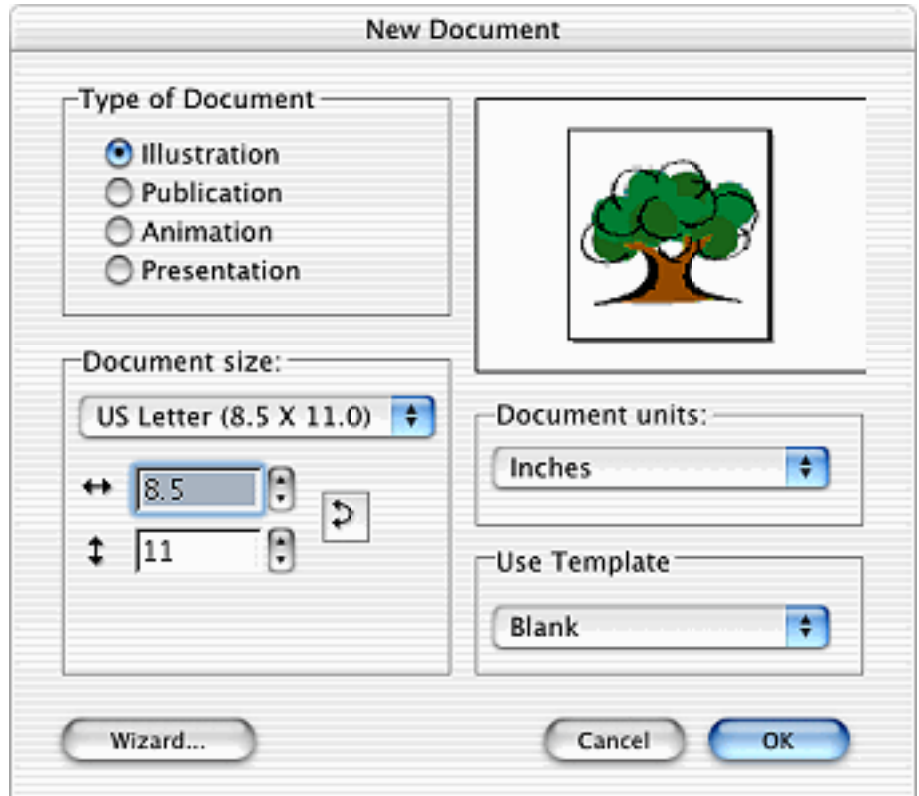 New Document
Type of Document
Illustration
Publication
Animation
Presentation
Document size:
US Letter (8.5 X 11.0)
8.5
11
Document units:
Inches
Use Template
Blank
Wizard...
Cancel
OK